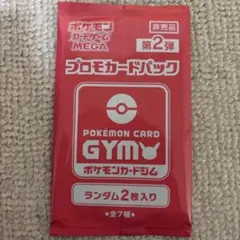 ポケモン
カードゲーム
MEGA
非売品
第2弾
プロモカードパック
POKÉMON CARD
GYM
ポケモンカードジム
ランダム2枚入り
★全7種★